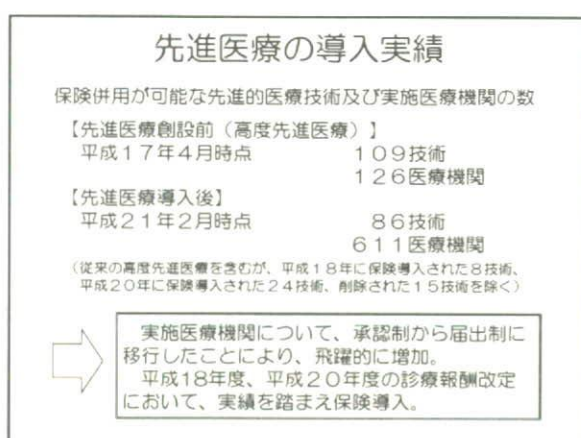 先進医療の導入実績
保険併用が可能な先進的医療技術及び実施医療機関の数
【先進医療創設前（高度先進医療）】
平成１７年４月時点 １０９技術
１２６医療機関
【先進医療導入後】
平成２１年２月時点 ８６技術
６１１医療機関
（従来の高度先進医療を含むが、平成１８年に保険導入された８技術、
平成２０年に保険導入された２４技術、削除された１５技術を除く）
実施医療機関について、承認制から届出制に
移行したことにより、飛躍的に増加。
平成18年度、平成２０年度の診療報酬改定
において、実績を踏まえ保険導入。